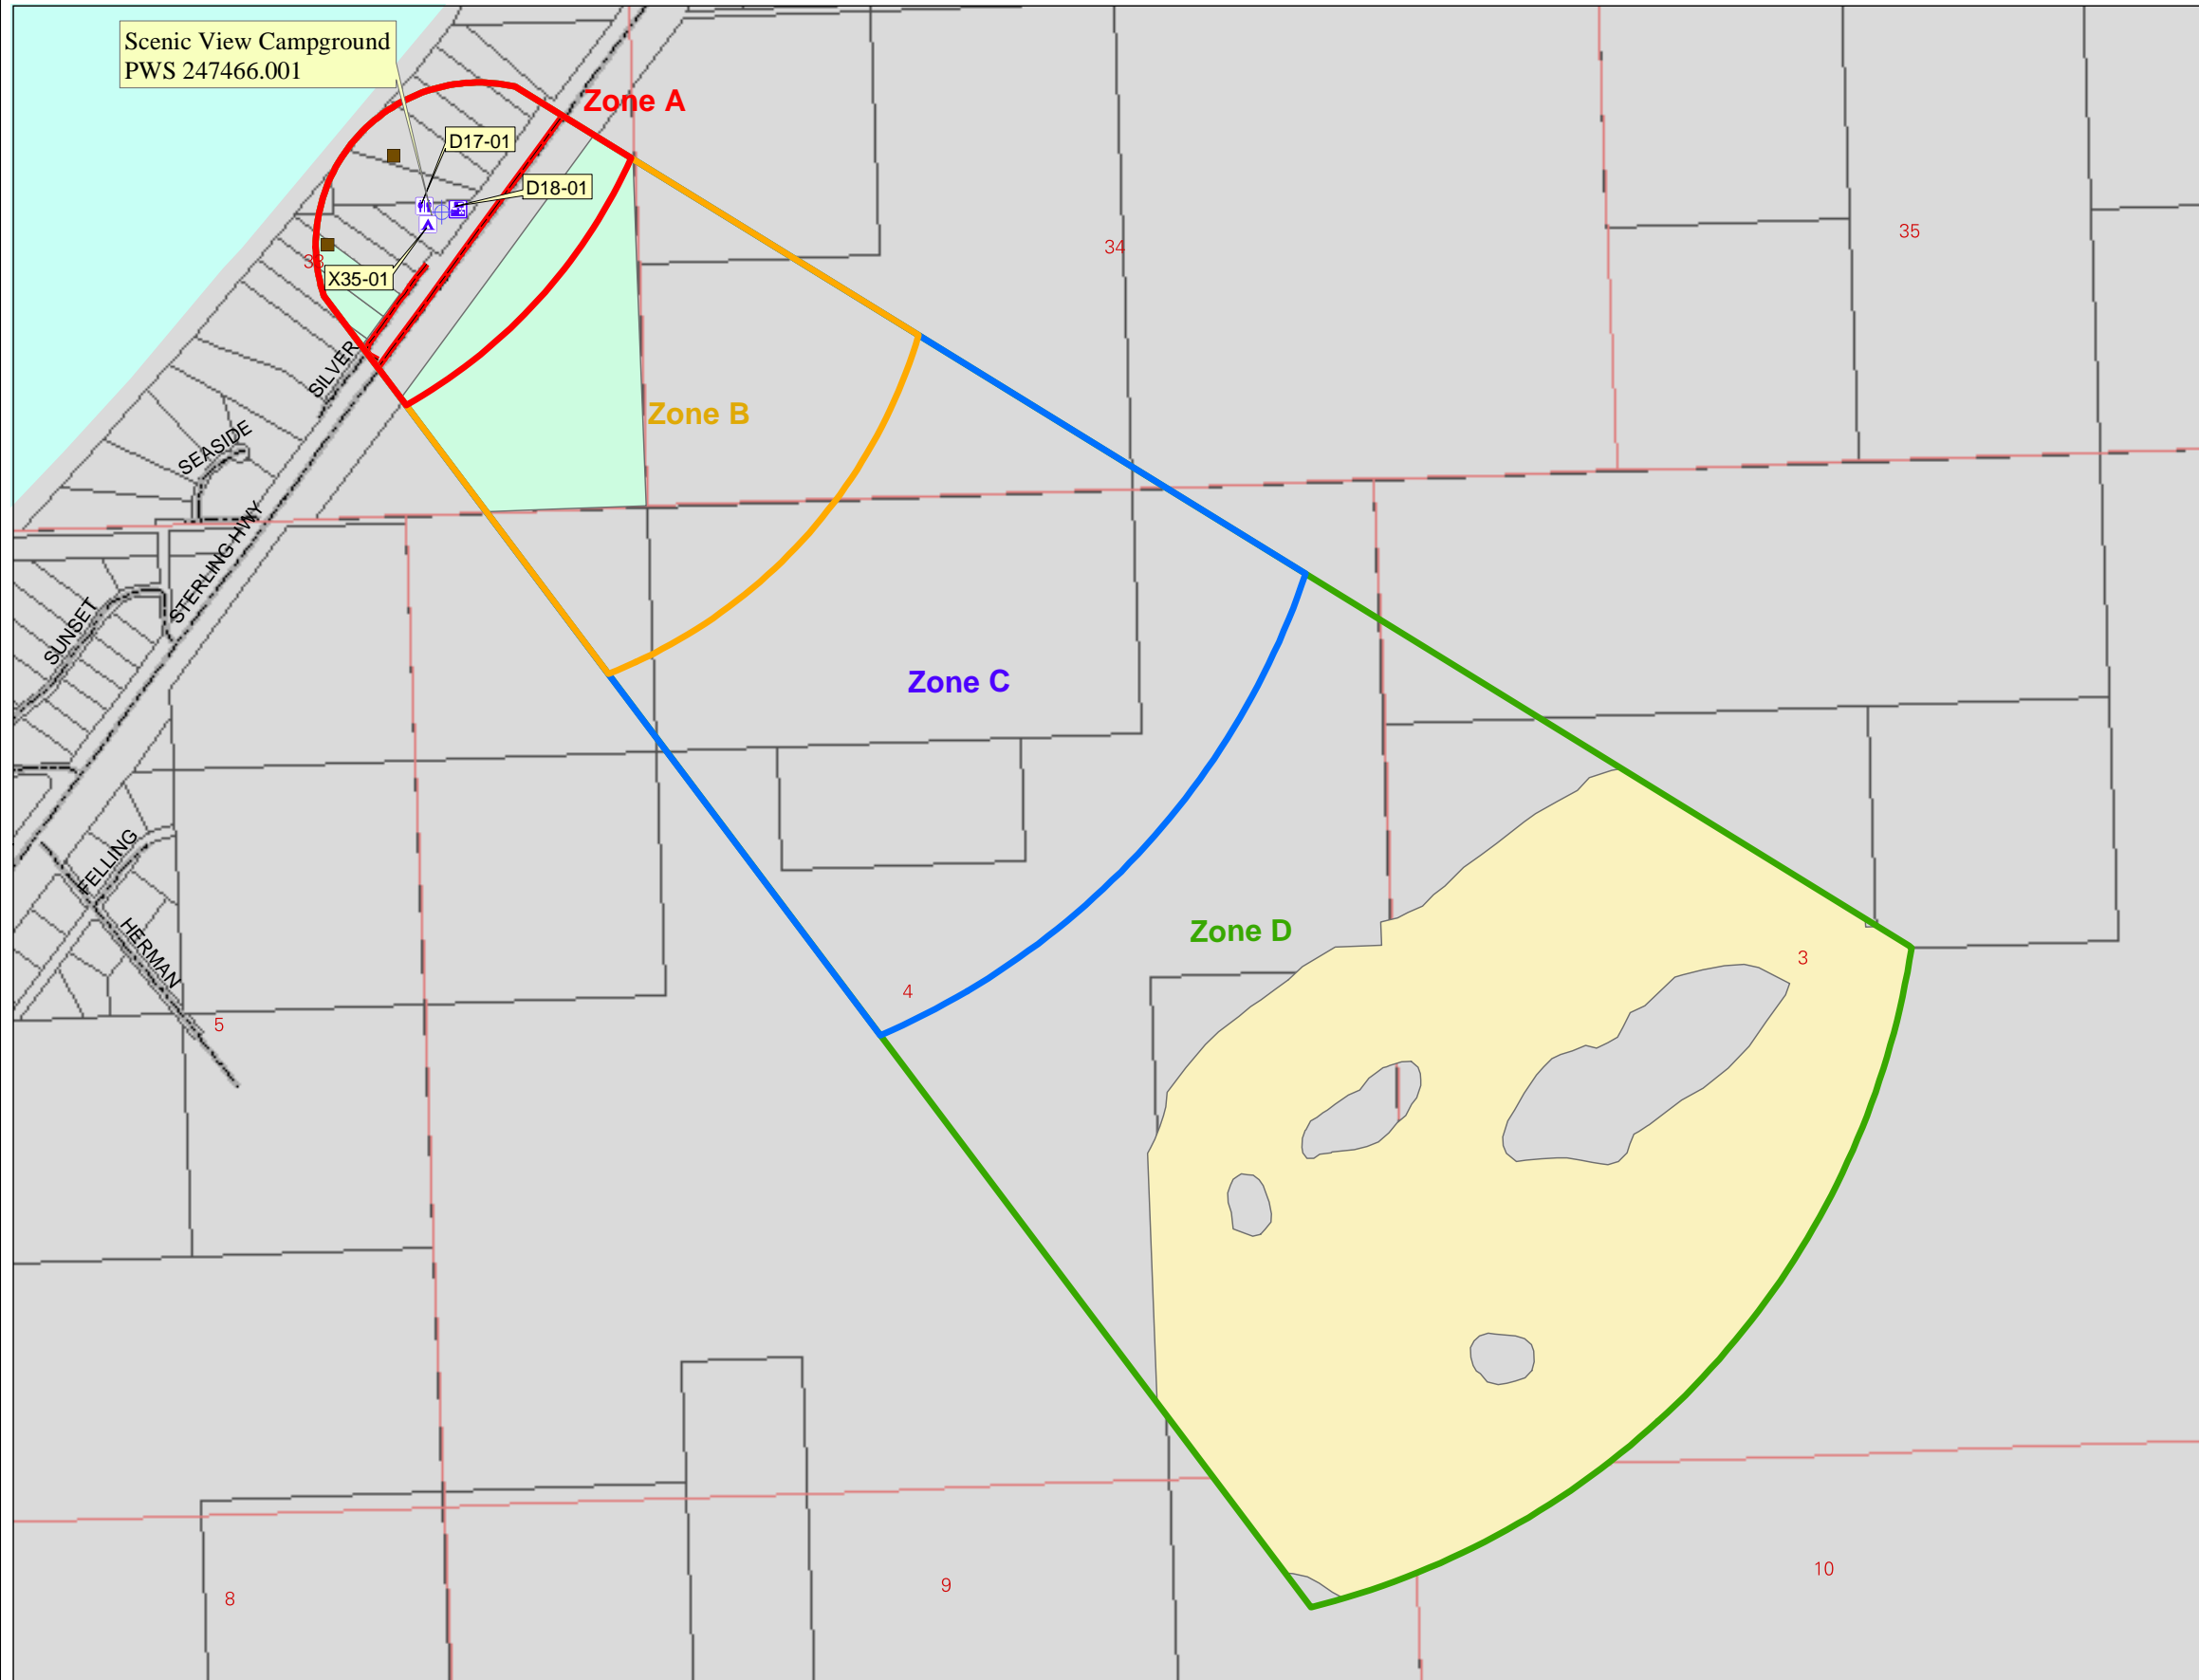 Scenic View Campground
PWS 247466.001
Zone A
D17-01
D18-01
34
35
33
X35-01
SILVER
Zone B
SEASIDE
STERLING HWY
SUNSET
Zone C
FELLING
Zone D
HERMAN
3
4
5
10
9
8